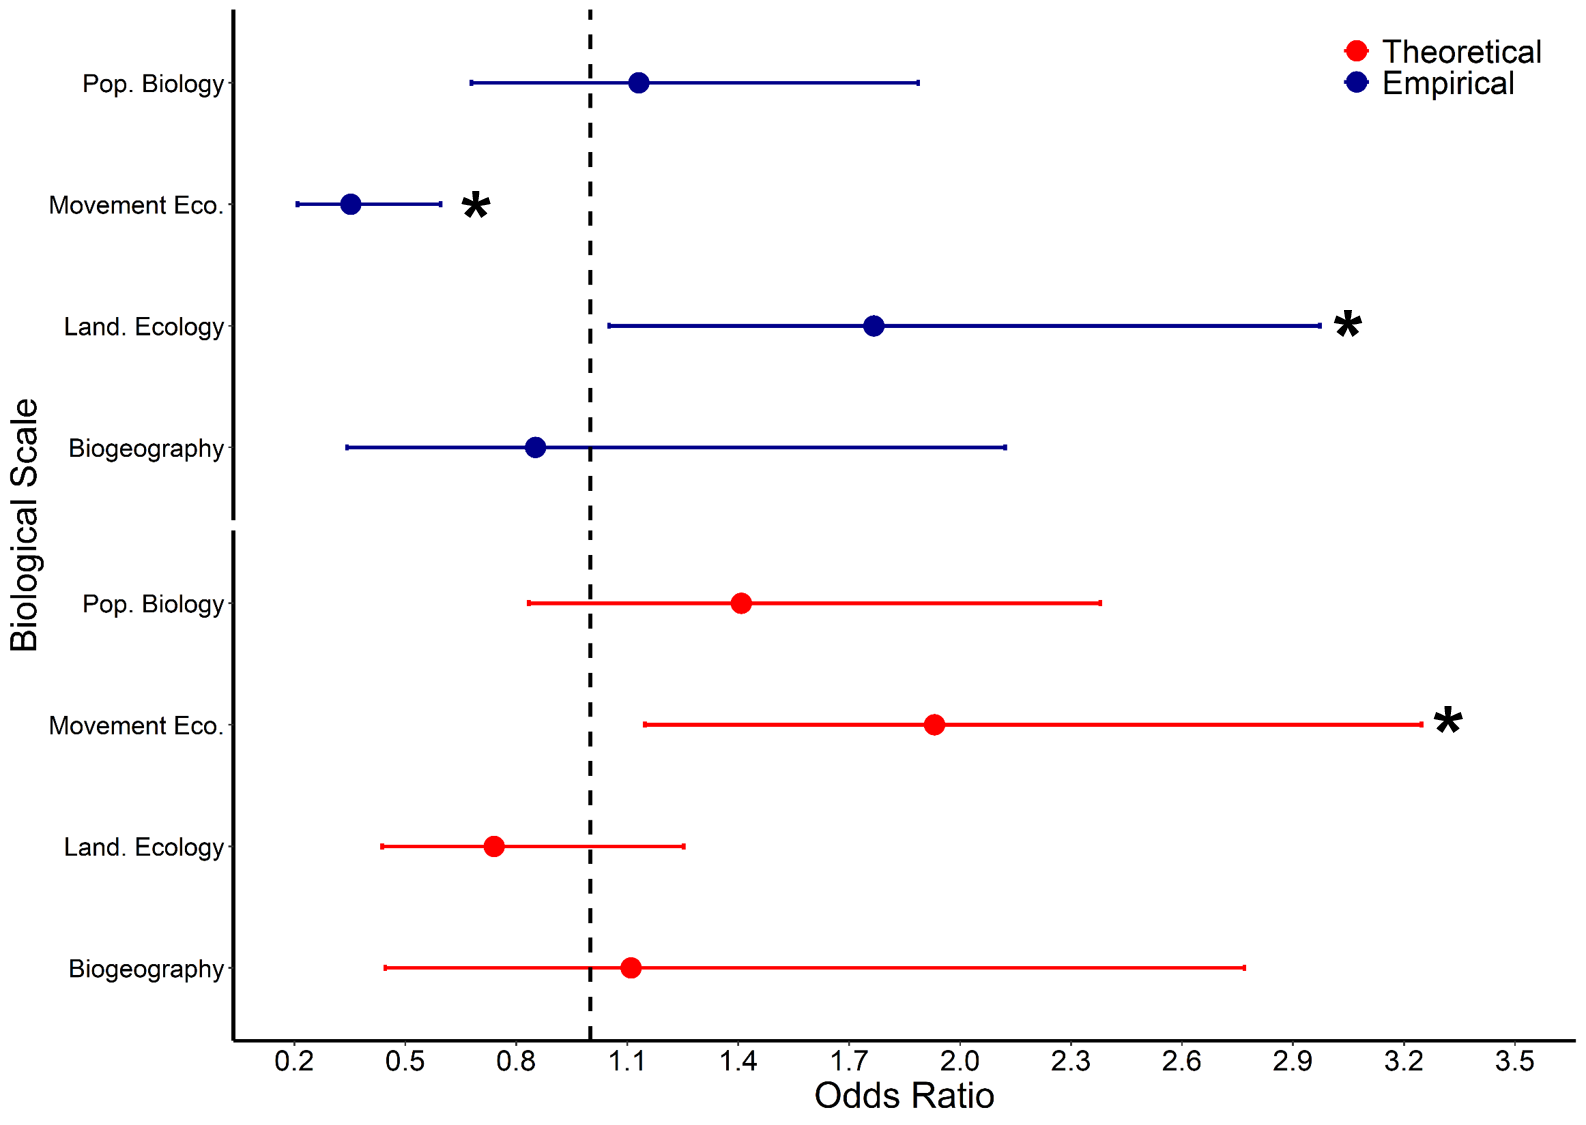 Theoretical
Empirical
Pop. Biology
Movement Eco.
*
Land. Ecology
*
Biogeography
Biological Scale
Pop. Biology
Movement Eco.
*
Land. Ecology
Biogeography
0.2 0.5 0.8 1.1 1.4 1.7 2.0 2.3 2.6 2.9 3.2 3.5
Odds Ratio